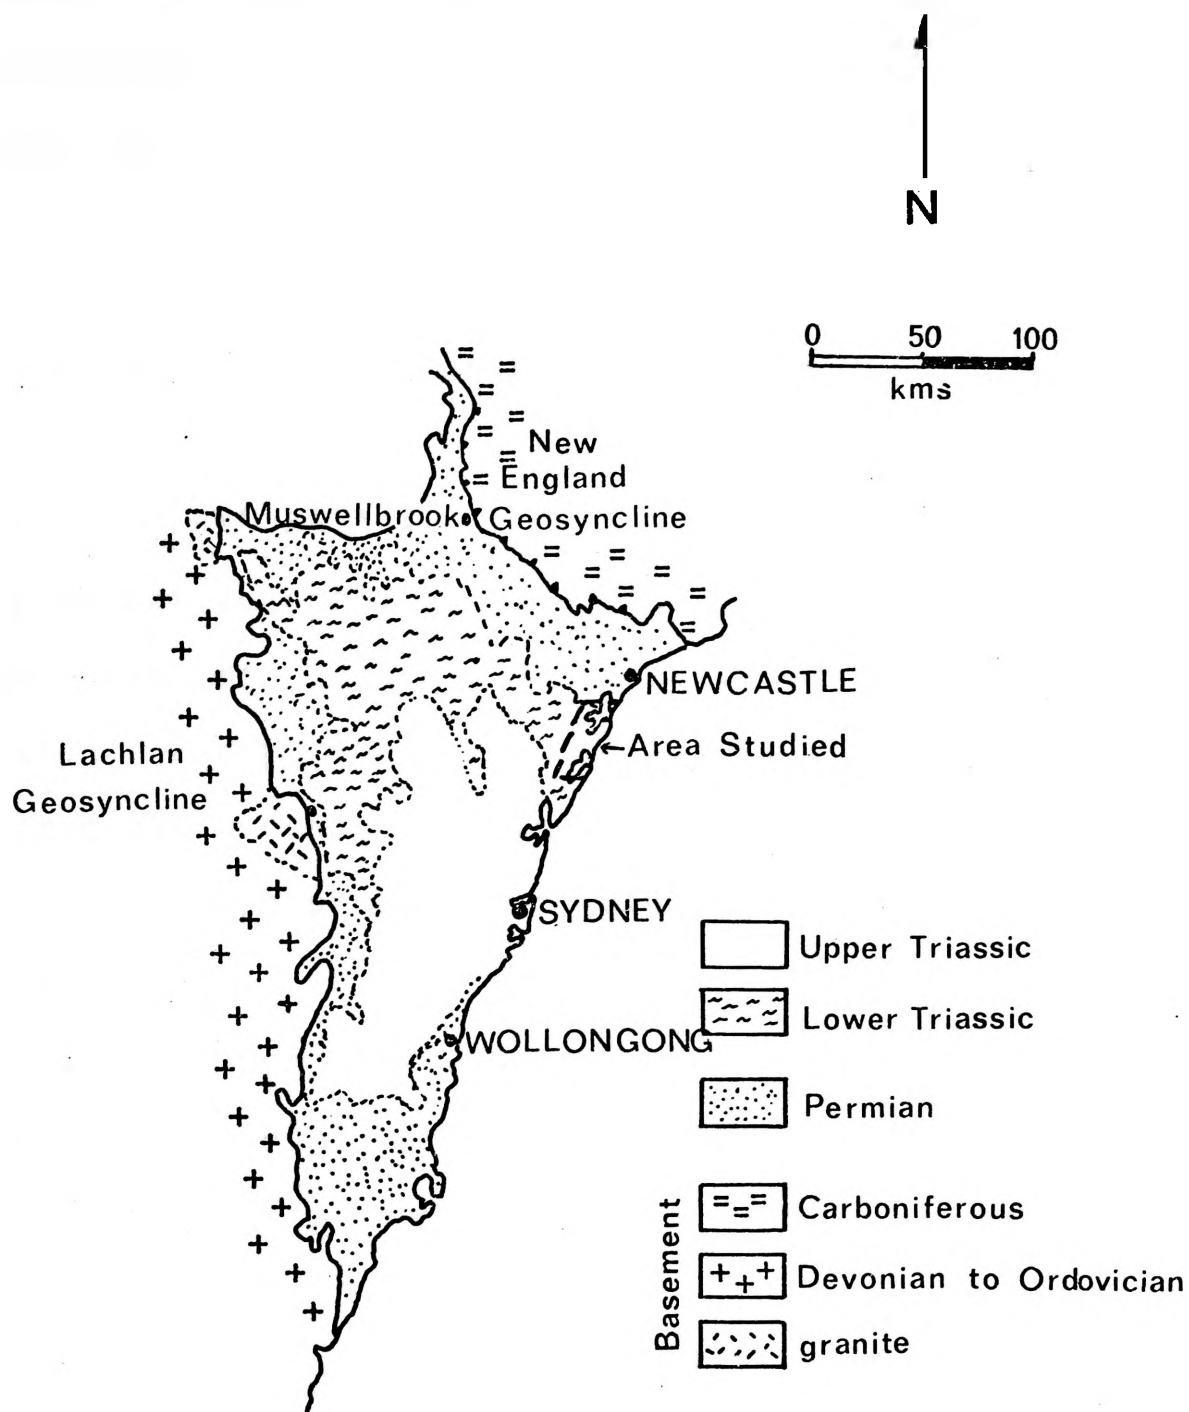 N
0 50 100
kms
New
England
Muswellbrook Geosyncline
NEWCASTLE
Area Studied
Lachlan
Geosyncline
SYDNEY
WOLLONGONG
Upper Triassic
Lower Triassic
Permian
Basement
Carboniferous
Devonian to Ordovician
granite